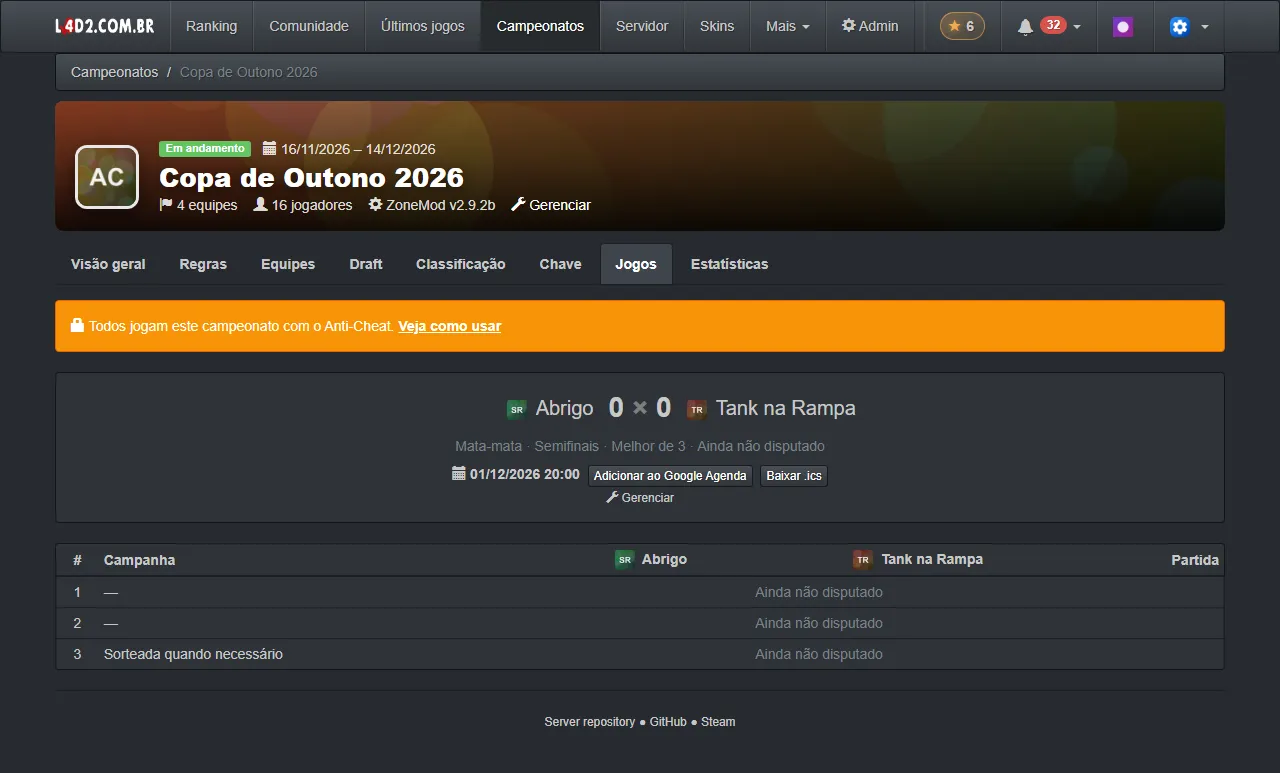 L4D2.COM.BR Ranking Comunidade Últimos jogos Campeonatos Servidor Skins Mais Admin 6 32
Campeonatos / Copa de Outono 2026
Em andamento 16/11/2026 – 14/12/2026
AC
Copa de Outono 2026
4 equipes 16 jogadores ZoneMod v2.9.2b Gerenciar
Visão geral Regras Equipes Draft Classificação Chave Jogos Estatísticas
Todos jogam este campeonato com o Anti-Cheat. Veja como usar
SR Abrigo 0 × 0 TR Tank na Rampa
Mata-mata · Semifinais · Melhor de 3 · Ainda não disputado
01/12/2026 20:00 Adicionar ao Google Agenda Baixar .ics
Gerenciar
# Campanha SR Abrigo TR Tank na Rampa Partida
1 — Ainda não disputado
2 — Ainda não disputado
3 Sorteada quando necessário Ainda não disputado
Server repository ● GitHub ● Steam